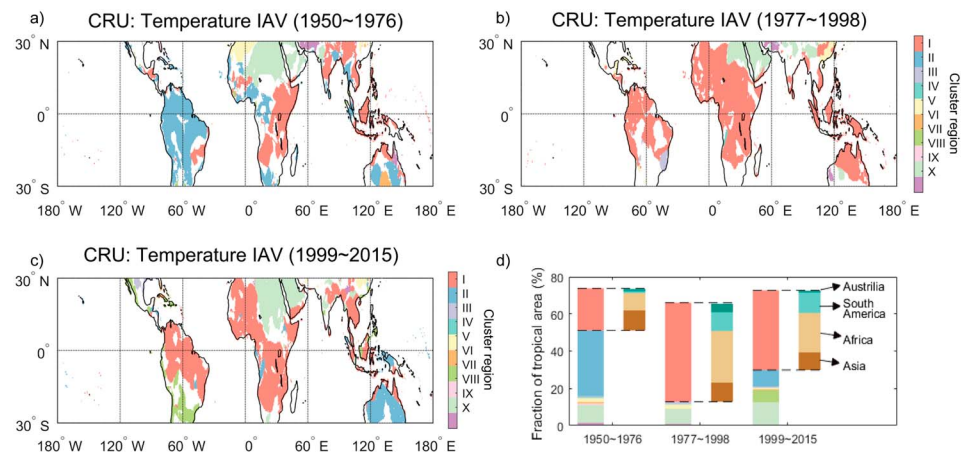 a) CRU: Temperature IAV (1950~1976)
30° N
0°
30° S
180° W 120° W 60° W 0° 60° E 120° E 180° E
b) CRU: Temperature IAV (1977~1998)
30° N
0°
30° S
180° W 120° W 60° W 0° 60° E 120° E 180° E
I
II
III
IV
V
VI
VII
VIII
IX
X
Cluster region
c) CRU: Temperature IAV (1999~2015)
30° N
0°
30° S
180° W 120° W 60° W 0° 60° E 120° E 180° E
I
II
III
IV
V
VI
VII
VIII
IX
X
Cluster region
d)
Fraction of tropical area (%)
80
60
40
20
0
1950~1976 1977~1998 1999~2015
Austrilia
South
America
Africa
Asia